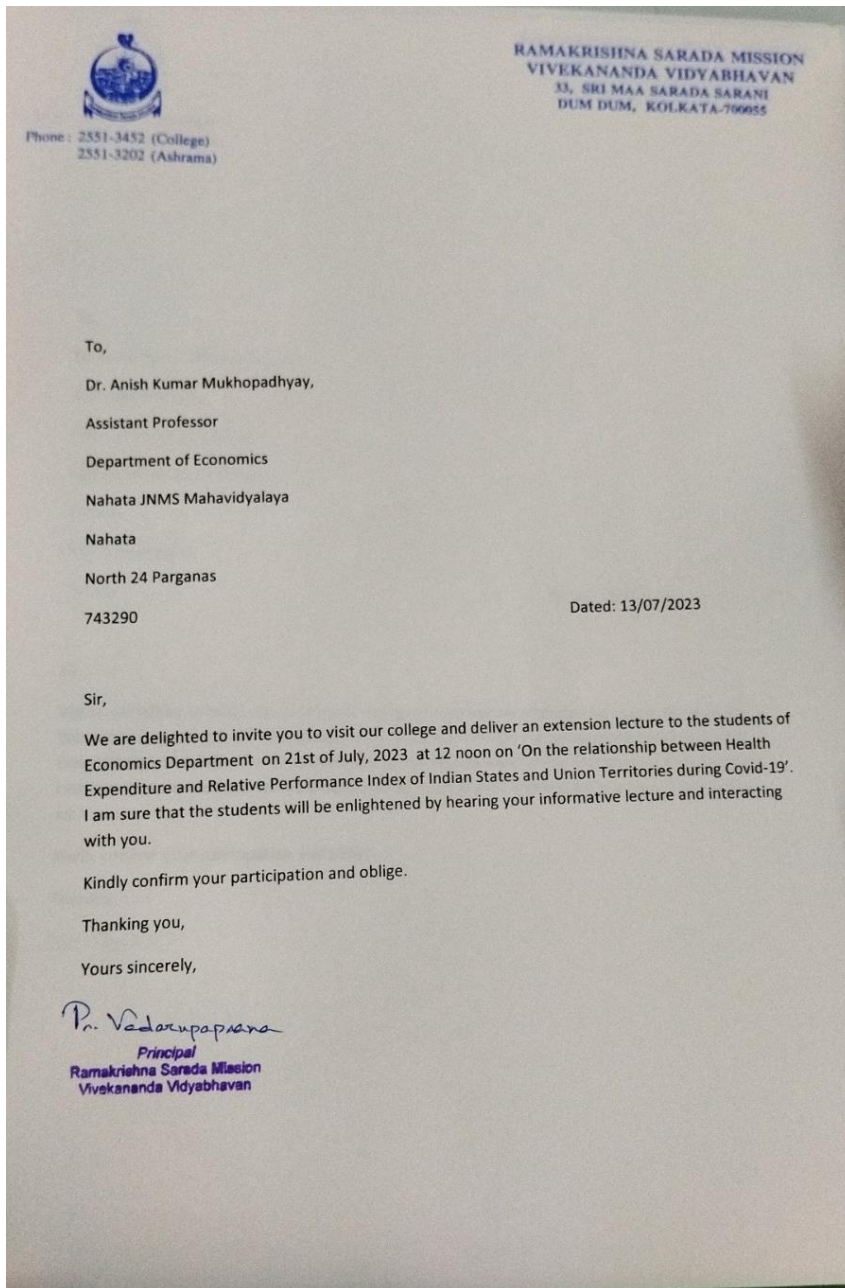 RAMAKRISHNA SARADA MISSION
VIVEKANANDA VIDYABHAVAN
33, SRI MAA SARADA SARANI
DUM DUM, KOLKATA-700055
Phone : 2551-3452 (College)
2551-3202 (Ashrama)
To,
Dr. Anish Kumar Mukhopadhyay,
Assistant Professor
Department of Economics
Nahata JNMS Mahavidyalaya
Nahata
North 24 Parganas
743290
Dated: 13/07/2023
Sir,
We are delighted to invite you to visit our college and deliver an extension lecture to the students of
Economics Department on 21st of July, 2023 at 12 noon on ‘On the relationship between Health
Expenditure and Relative Performance Index of Indian States and Union Territories during Covid-19’.
I am sure that the students will be enlightened by hearing your informative lecture and interacting
with you.
Kindly confirm your participation and oblige.
Thanking you,
Yours sincerely,
Pr. Vedarupaprana
Principal
Ramakrishna Sarada Mission
Vivekananda Vidyabhavan